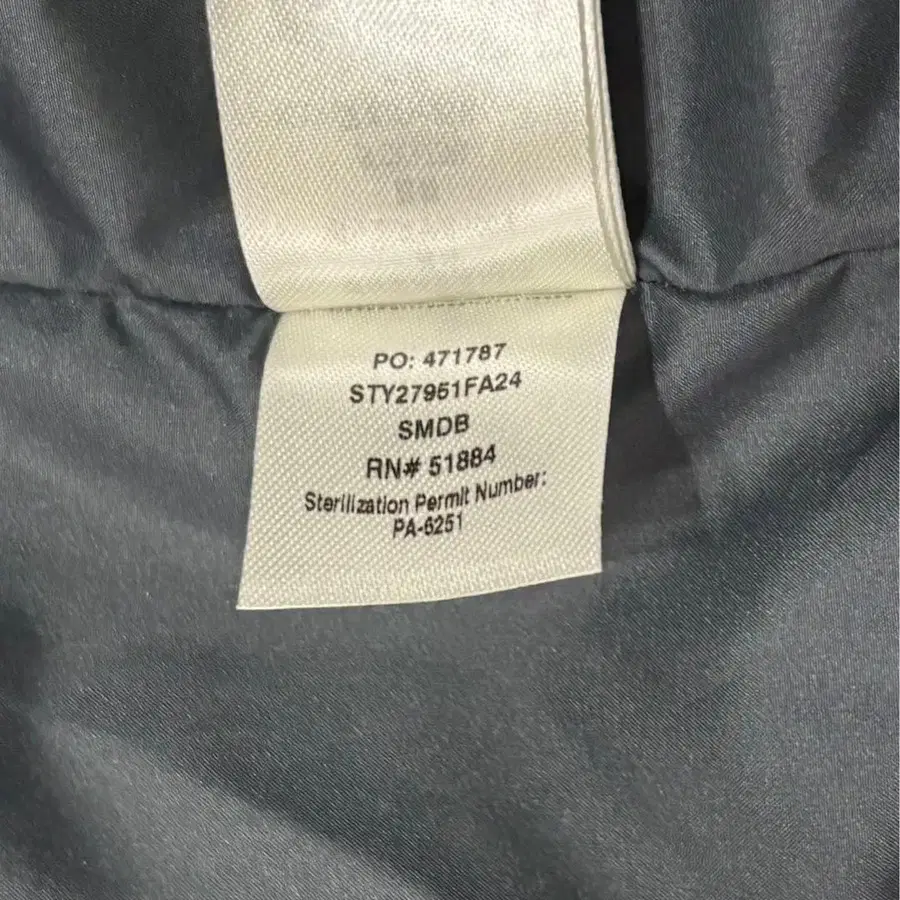 PO: 471787
STY27951FA24
SMDB
RN# 51884
Sterilization Permit Number:
PA-6251